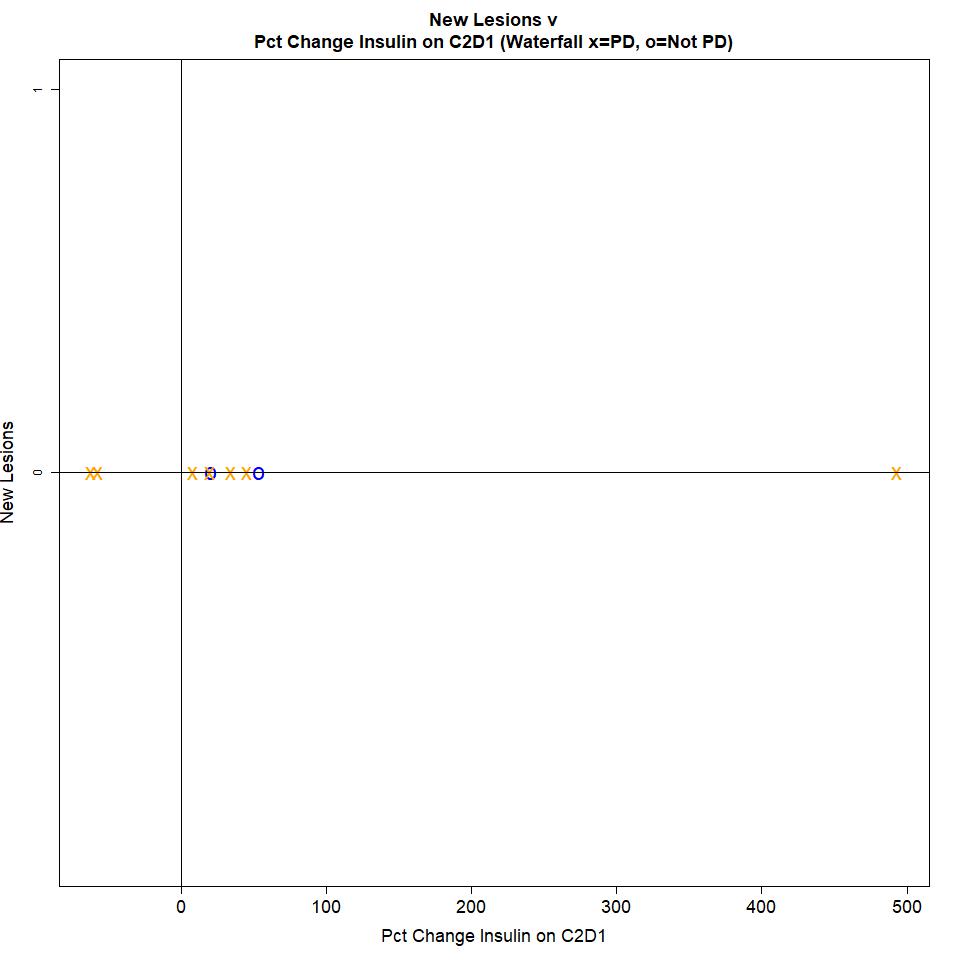 New Lesions v
Pct Change Insulin on C2D1 (Waterfall x=PD, o=Not PD)
1
New Lesions
0
x x x x o x x o x
0 100 200 300 400 500
Pct Change Insulin on C2D1